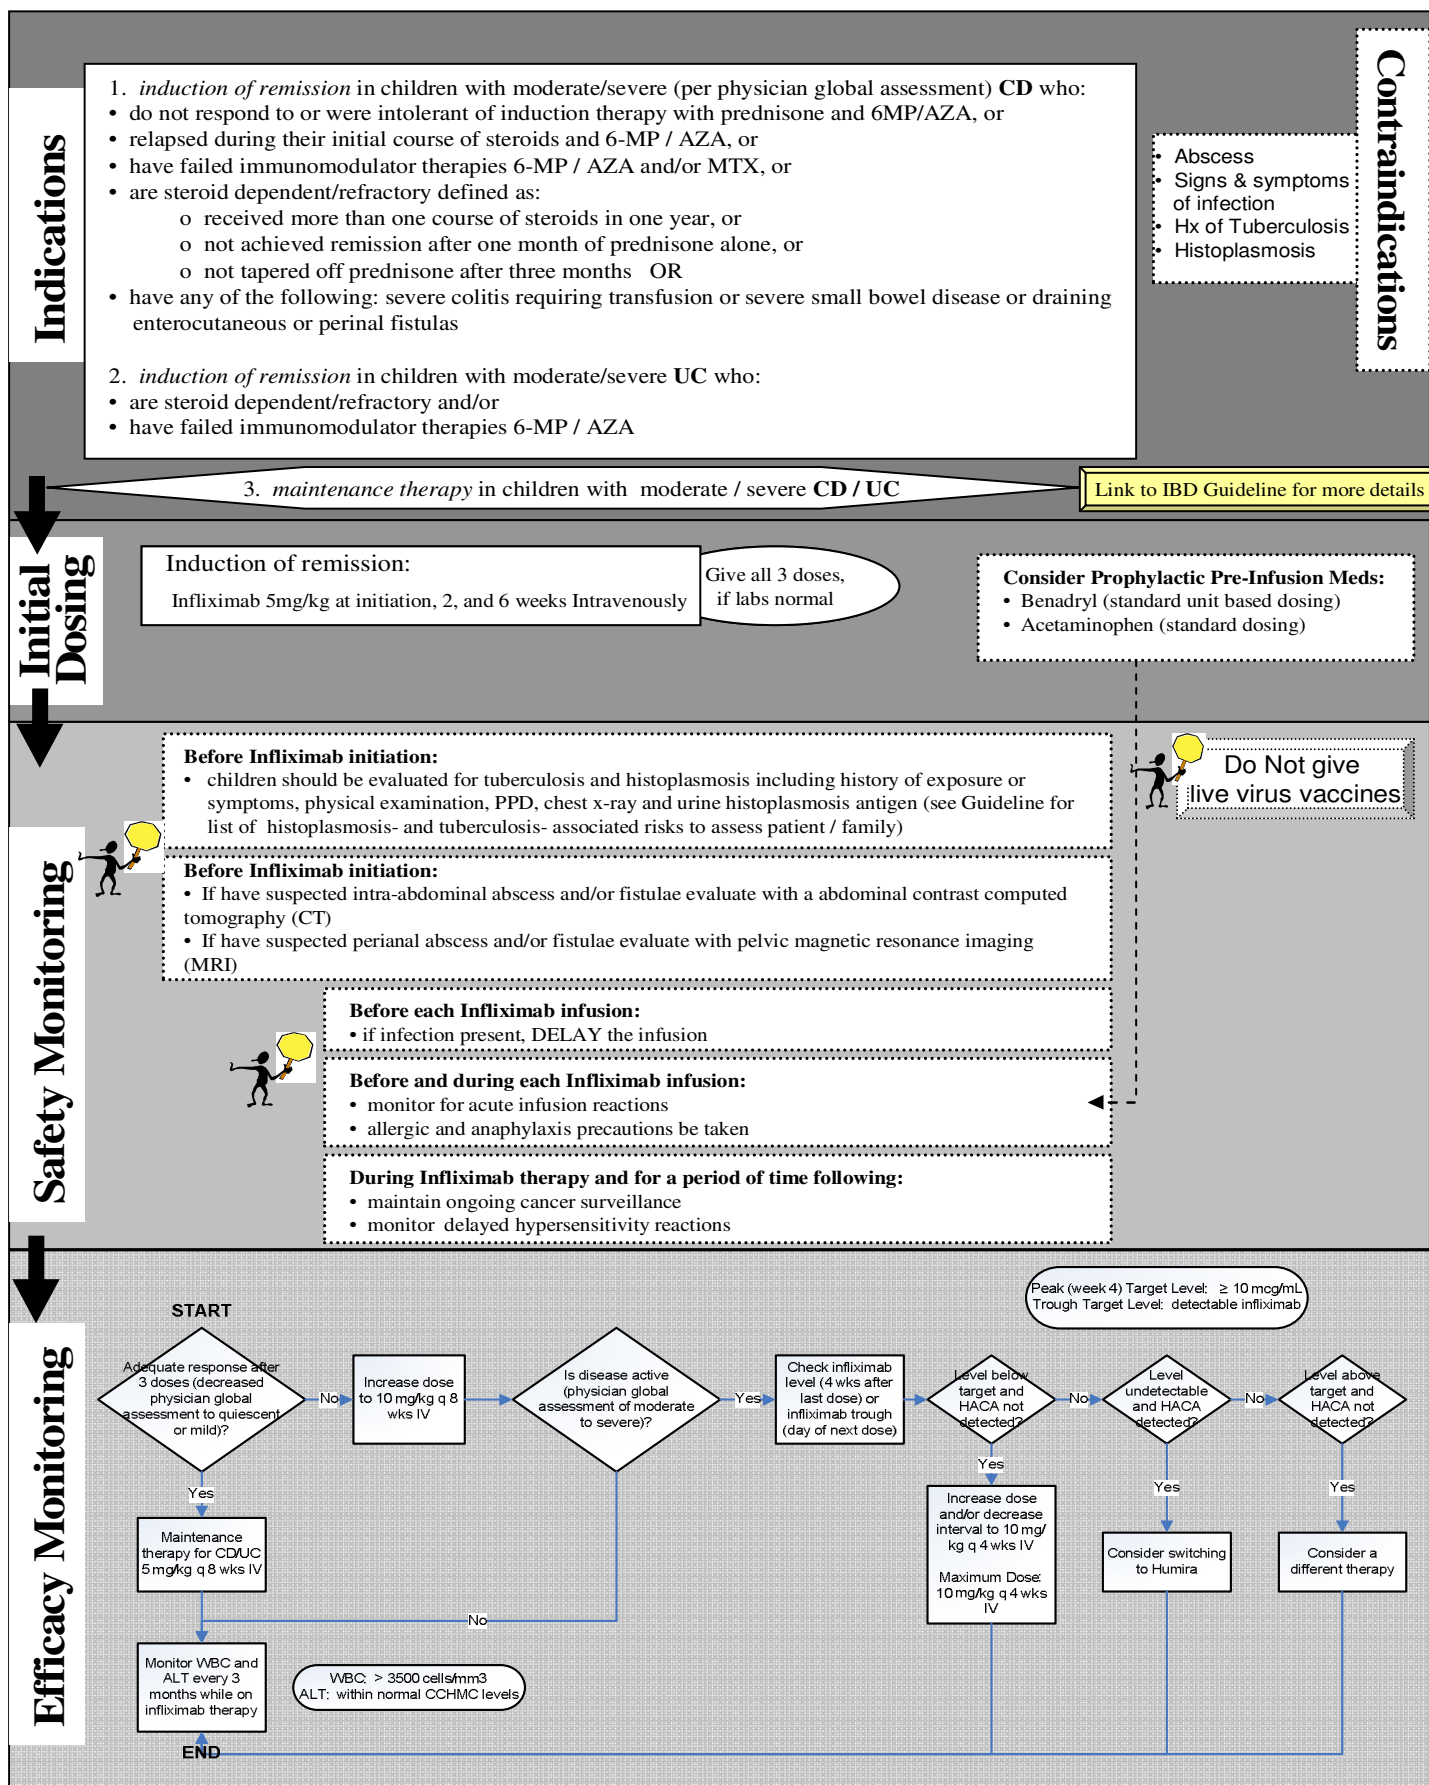 Indications
1. induction of remission in children with moderate/severe (per physician global assessment) CD who:
• do not respond to or were intolerant of induction therapy with prednisone and 6MP/AZA, or
• relapsed during their initial course of steroids and 6-MP / AZA, or
• have failed immunomodulator therapies 6-MP / AZA and/or MTX, or
• are steroid dependent/refractory defined as:
o received more than one course of steroids in one year, or
o not achieved remission after one month of prednisone alone, or
o not tapered off prednisone after three months OR
• have any of the following: severe colitis requiring transfusion or severe small bowel disease or draining
enterocutaneous or perinal fistulas
2. induction of remission in children with moderate/severe UC who:
• are steroid dependent/refractory and/or
• have failed immunomodulator therapies 6-MP / AZA
Contraindications
• Abscess
• Signs & symptoms
of infection
• Hx of Tuberculosis
• Histoplasmosis
3. maintenance therapy in children with moderate / severe CD / UC
Link to IBD Guideline for more details
Initial
Dosing
Induction of remission:
Infliximab 5mg/kg at initiation, 2, and 6 weeks Intravenously
Give all 3 doses,
if labs normal
Consider Prophylactic Pre-Infusion Meds:
• Benadryl (standard unit based dosing)
• Acetaminophen (standard dosing)
Safety Monitoring
Before Infliximab initiation:
• children should be evaluated for tuberculosis and histoplasmosis including history of exposure or
symptoms, physical examination, PPD, chest x-ray and urine histoplasmosis antigen (see Guideline for
list of histoplasmosis- and tuberculosis- associated risks to assess patient / family)
Do Not give
live virus vaccines
Before Infliximab initiation:
• If have suspected intra-abdominal abscess and/or fistulae evaluate with a abdominal contrast computed
tomography (CT)
• If have suspected perianal abscess and/or fistulae evaluate with pelvic magnetic resonance imaging
(MRI)
Before each Infliximab infusion:
• if infection present, DELAY the infusion
Before and during each Infliximab infusion:
• monitor for acute infusion reactions
• allergic and anaphylaxis precautions be taken
During Infliximab therapy and for a period of time following:
• maintain ongoing cancer surveillance
• monitor delayed hypersensitivity reactions
Efficacy Monitoring
Peak (week 4) Target Level: ≥ 10 mcg/mL
Trough Target Level: detectable infliximab
START
Adequate response after
3 doses (decreased
physician global
assessment to quiescent
or mild)?
No
Increase dose
to 10 mg/kg q 8
wks IV
Is disease active
(physician global
assessment of moderate
to severe)?
Yes
Check infliximab
level (4 wks after
last dose) or
infliximab trough
(day of next dose)
Level below
target and
HACA not
detected?
No
Level
undetectable
and HACA
detected?
No
Level above
target and
HACA not
detected?
Yes
Yes
Yes
Yes
Maintenance
therapy for CD/UC
5 mg/kg q 8 wks IV
Increase dose
and/or decrease
interval to 10 mg/
kg q 4 wks IV
Maximum Dose:
10 mg/kg q 4 wks
IV
Consider switching
to Humira
Consider a
different therapy
No
Monitor WBC and
ALT every 3
months while on
infliximab therapy
WBC: > 3500 cells/mm3
ALT: within normal CCHMC levels
END